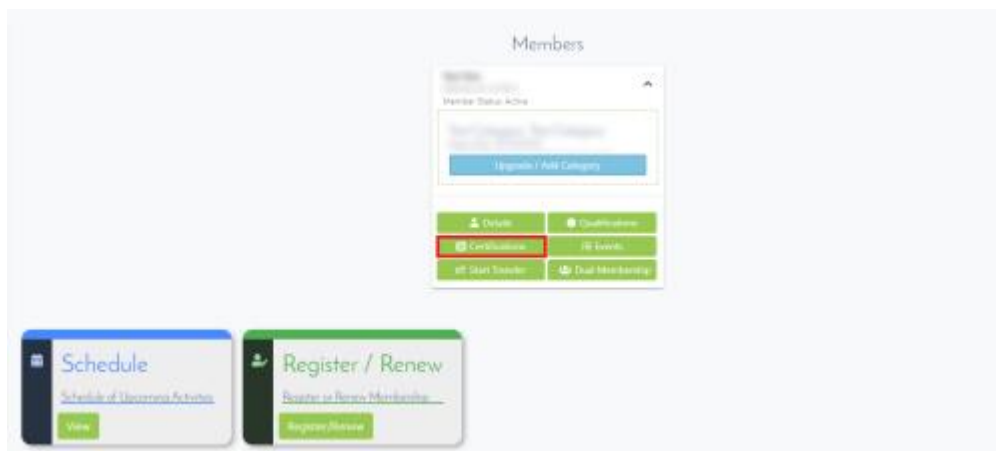 Members
Member Status: Active
Upgrade / Add Category
Details
Qualifications
Certifications
Events
Start Transfer
Dual Membership
Schedule
Schedule of Upcoming Activities
View
Register / Renew
Register or Renew Membership
Register/Renew